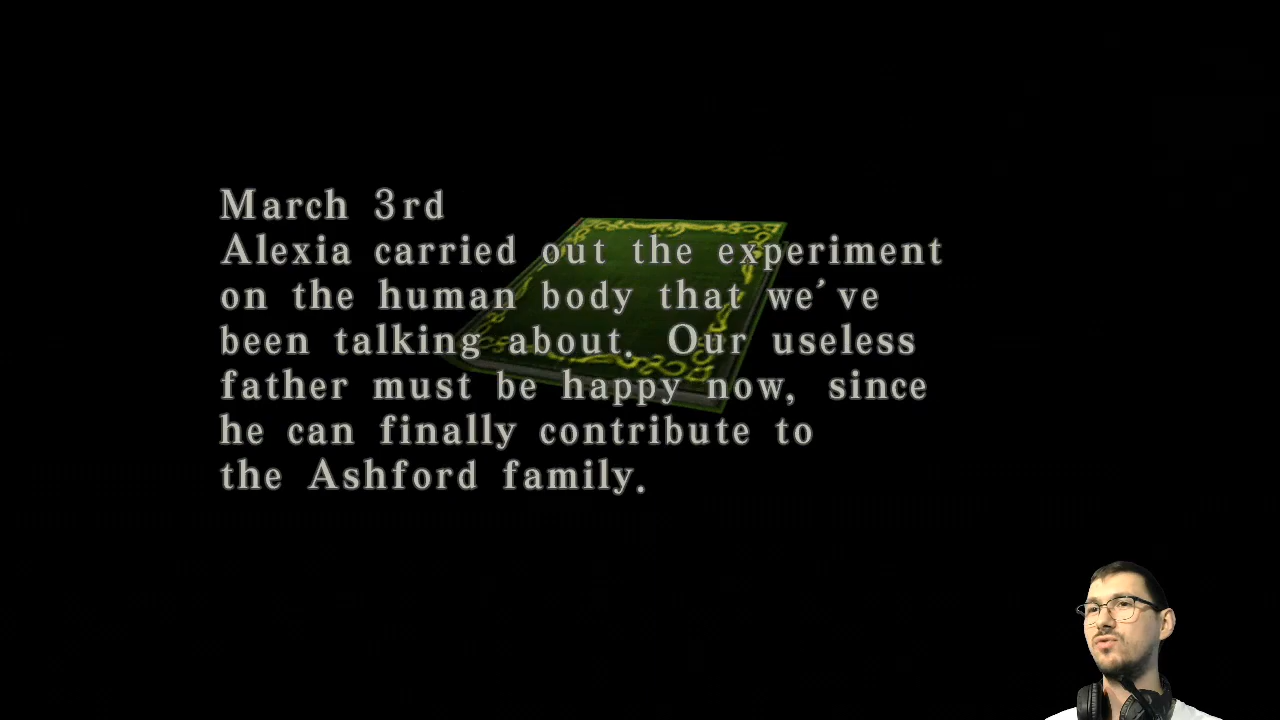 March 3rd
Alexia carried out the experiment
on the human body that we've
been talking about. Our useless
father must be happy now, since
he can finally contribute to
the Ashford family.